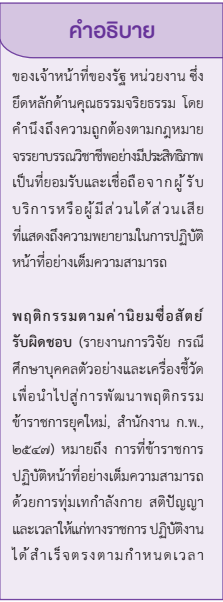 คำอธิบาย
ของเจ้าหน้าที่ของรัฐ หน่วยงาน ซึ่ง
ยึดหลักด้านคุณธรรมจริยธรรม โดย
คำนึงถึงความถูกต้องตามกฎหมาย
จรรยาบรรณวิชาชีพอย่างมีประสิทธิภาพ
เป็นที่ยอมรับและเชื่อถือจากผู้รับ
บริการหรือผู้มีส่วนได้ส่วนเสีย
ที่แสดงถึงความพยายามในการปฏิบัติ
หน้าที่อย่างเต็มความสามารถ
พฤติกรรมตามค่านิยมซื่อสัตย์
รับผิดชอบ (รายงานการวิจัย กรณี
ศึกษาบุคคลตัวอย่างและเครื่องชี้วัด
เพื่อนำไปสู่การพัฒนาพฤติกรรม
ข้าราชการยุคใหม่, สำนักงาน ก.พ.,
๒๕๔๗) หมายถึง การที่ข้าราชการ
ปฏิบัติหน้าที่อย่างเต็มความสามารถ
ด้วยการทุ่มเทกำลังกาย สติปัญญา
และเวลาให้แก่ทางราชการ ปฏิบัติงาน
ได้สำเร็จตรงตามกำหนดเวลา